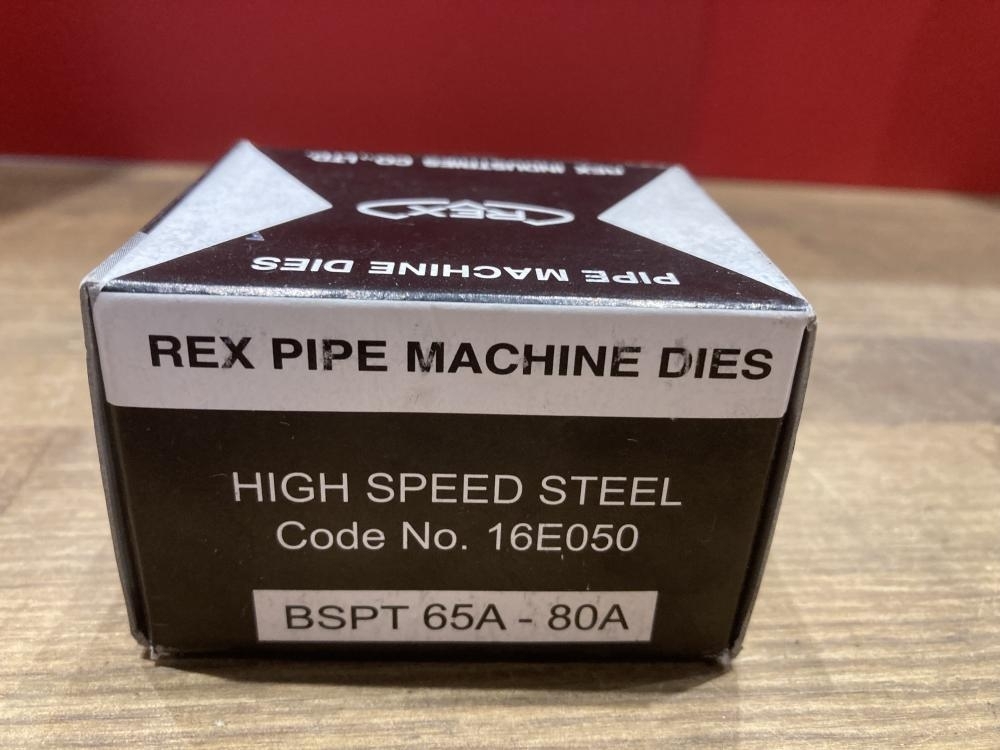 REX INDUSTRIES CO., LTD.
REX
PIPE MACHINE DIES
REX PIPE MACHINE DIES
HIGH SPEED STEEL
Code No. 16E050
BSPT 65A - 80A